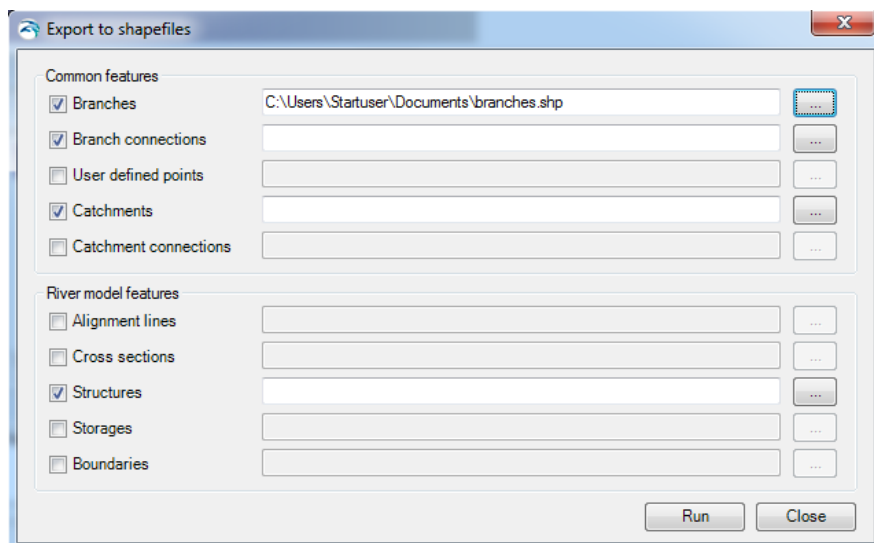 Export to shapefiles
Common features
Branches C:\Users\Startuser\Documents\branches.shp ...
Branch connections ...
User defined points ...
Catchments ...
Catchment connections ...
River model features
Alignment lines ...
Cross sections ...
Structures ...
Storages ...
Boundaries ...
Run Close